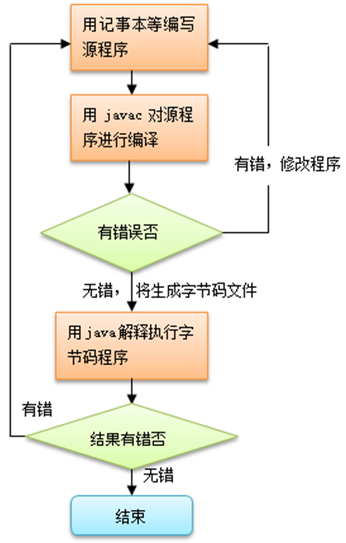 用记事本等编写
源程序
用 javac 对源程
序进行编译
有错，修改程序
有错误否
无错，将生成字节码文件
用java解释执行字
节码程序
有错
结果有错否
无错
结束